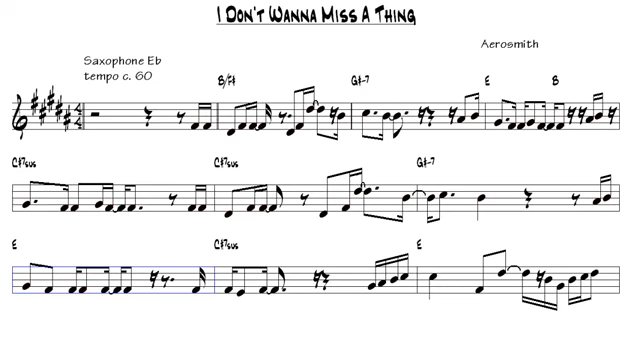 I DON'T WANNA MISS A THING
Aerosmith
Saxophone Eb
tempo c. 60
B/F# G#-7 E B
C#7sus C#7sus G#-7
E C#7sus E